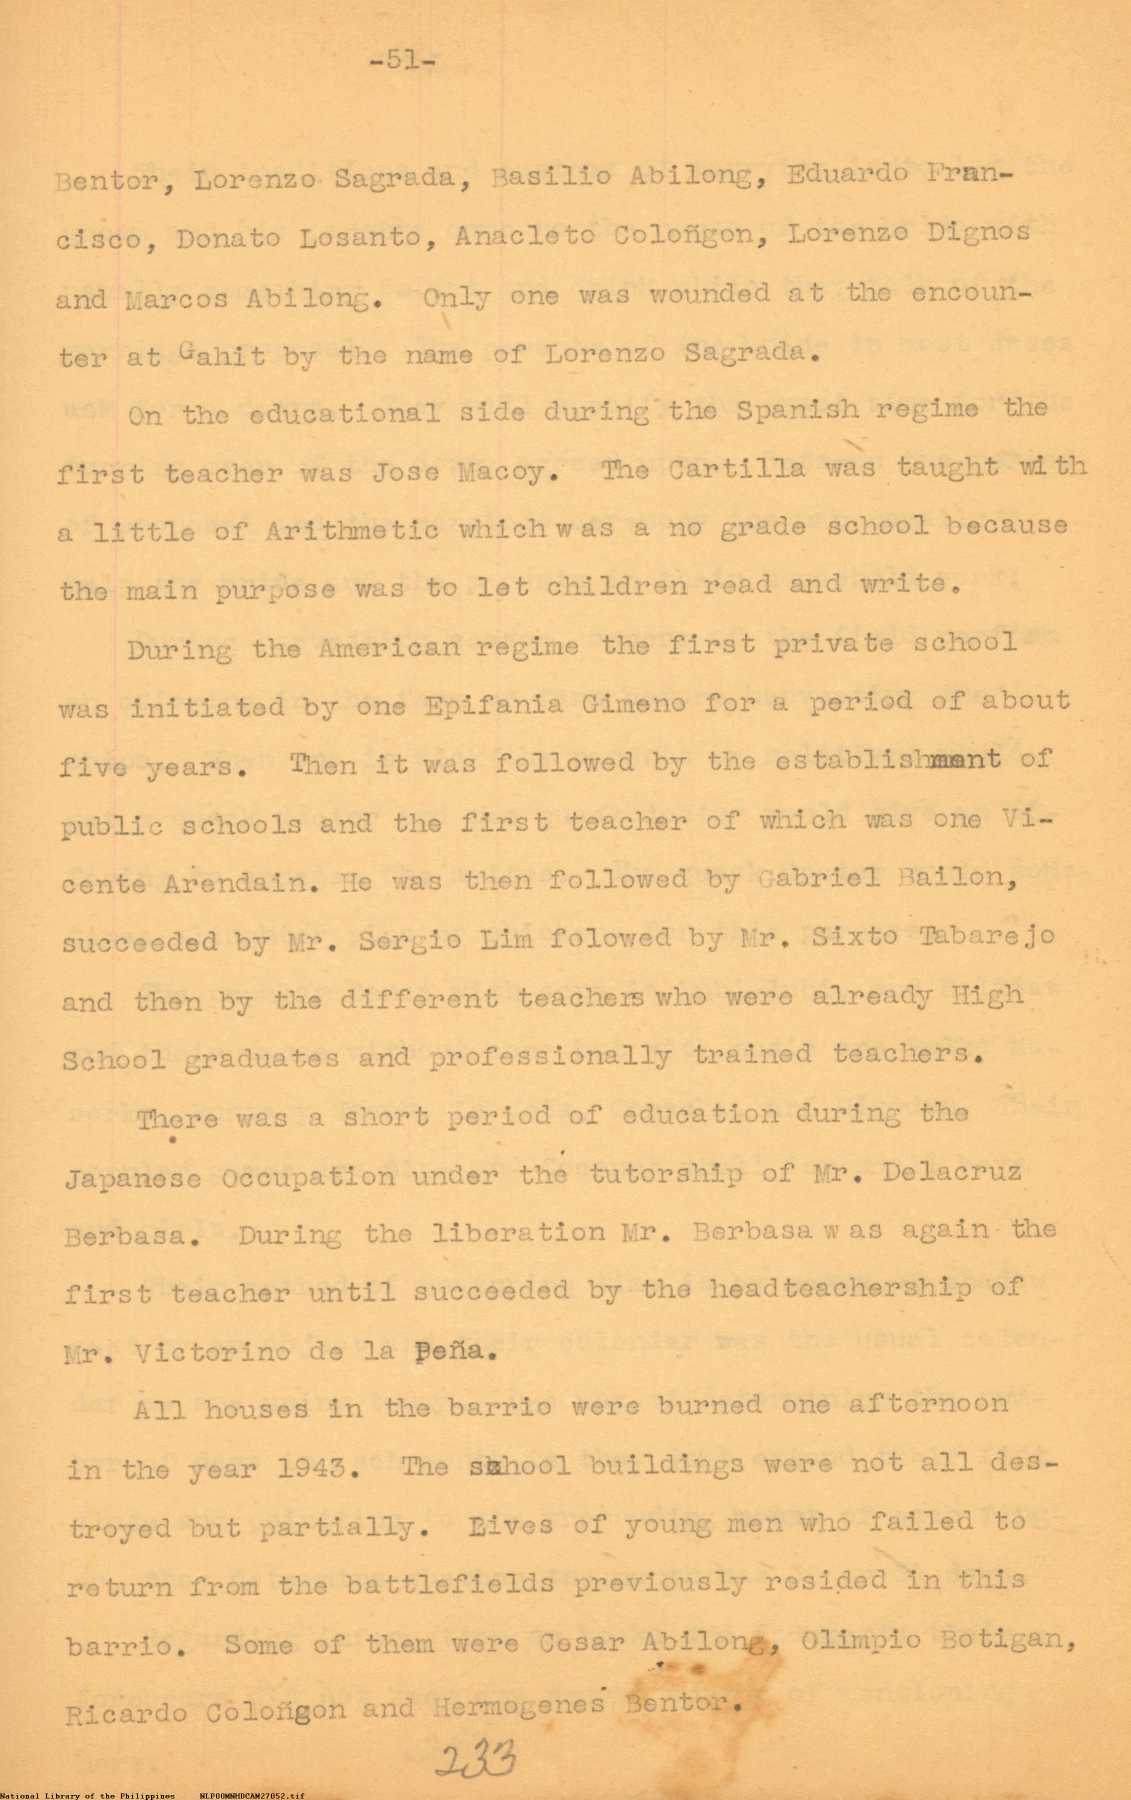 -51-
Bentor, Lorenzo Sagrada, Basilio Abilong, Eduardo Fran-
cisco, Donato Losanto, Anacleto Coloñgon, Lorenzo Dignos
and Marcos Abilong. Only one was wounded at the encoun-
ter at Gahit by the name of Lorenzo Sagrada.
On the educational side during the Spanish regime the
first teacher was Jose Macoy. The Cartilla was taught with
a little of Arithmetic which was a no grade school because
the main purpose was to let children read and write.
During the American regime the first private school
was initiated by one Epifania Gimeno for a period of about
five years. Then it was followed by the establishment of
public schools and the first teacher of which was one Vi-
cente Arendain. He was then followed by Gabriel Bailon,
succeeded by Mr. Sergio Lim folowed by Mr. Sixto Tabarejo
and then by the different teachers who were already High
School graduates and professionally trained teachers.
There was a short period of education during the
Japanese Occupation under the tutorship of Mr. Delacruz
Berbasa. During the liberation Mr. Berbasa was again the
first teacher until succeeded by the headteachership of
Mr. Victorino de la Peña.
All houses in the barrio were burned one afternoon
in the year 1943. The school buildings were not all des-
troyed but partially. Lives of young men who failed to
return from the battlefields previously resided in this
barrio. Some of them were Cesar Abilong, Olimpio Botigan,
Ricardo Coloñgon and Hermogenes Bentor.
233
National Library of the Philippines NLPOOMNHDCAM27052.tif